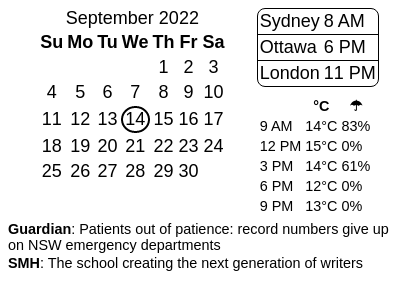 September 2022
Su Mo Tu We Th Fr Sa
1 2 3
4 5 6 7 8 9 10
11 12 13 14 15 16 17
18 19 20 21 22 23 24
25 26 27 28 29 30
Sydney 8 AM
Ottawa 6 PM
London 11 PM
°C ☂
9 AM 14°C 83%
12 PM 15°C 0%
3 PM 14°C 61%
6 PM 12°C 0%
9 PM 13°C 0%
Guardian: Patients out of patience: record numbers give up
on NSW emergency departments
SMH: The school creating the next generation of writers